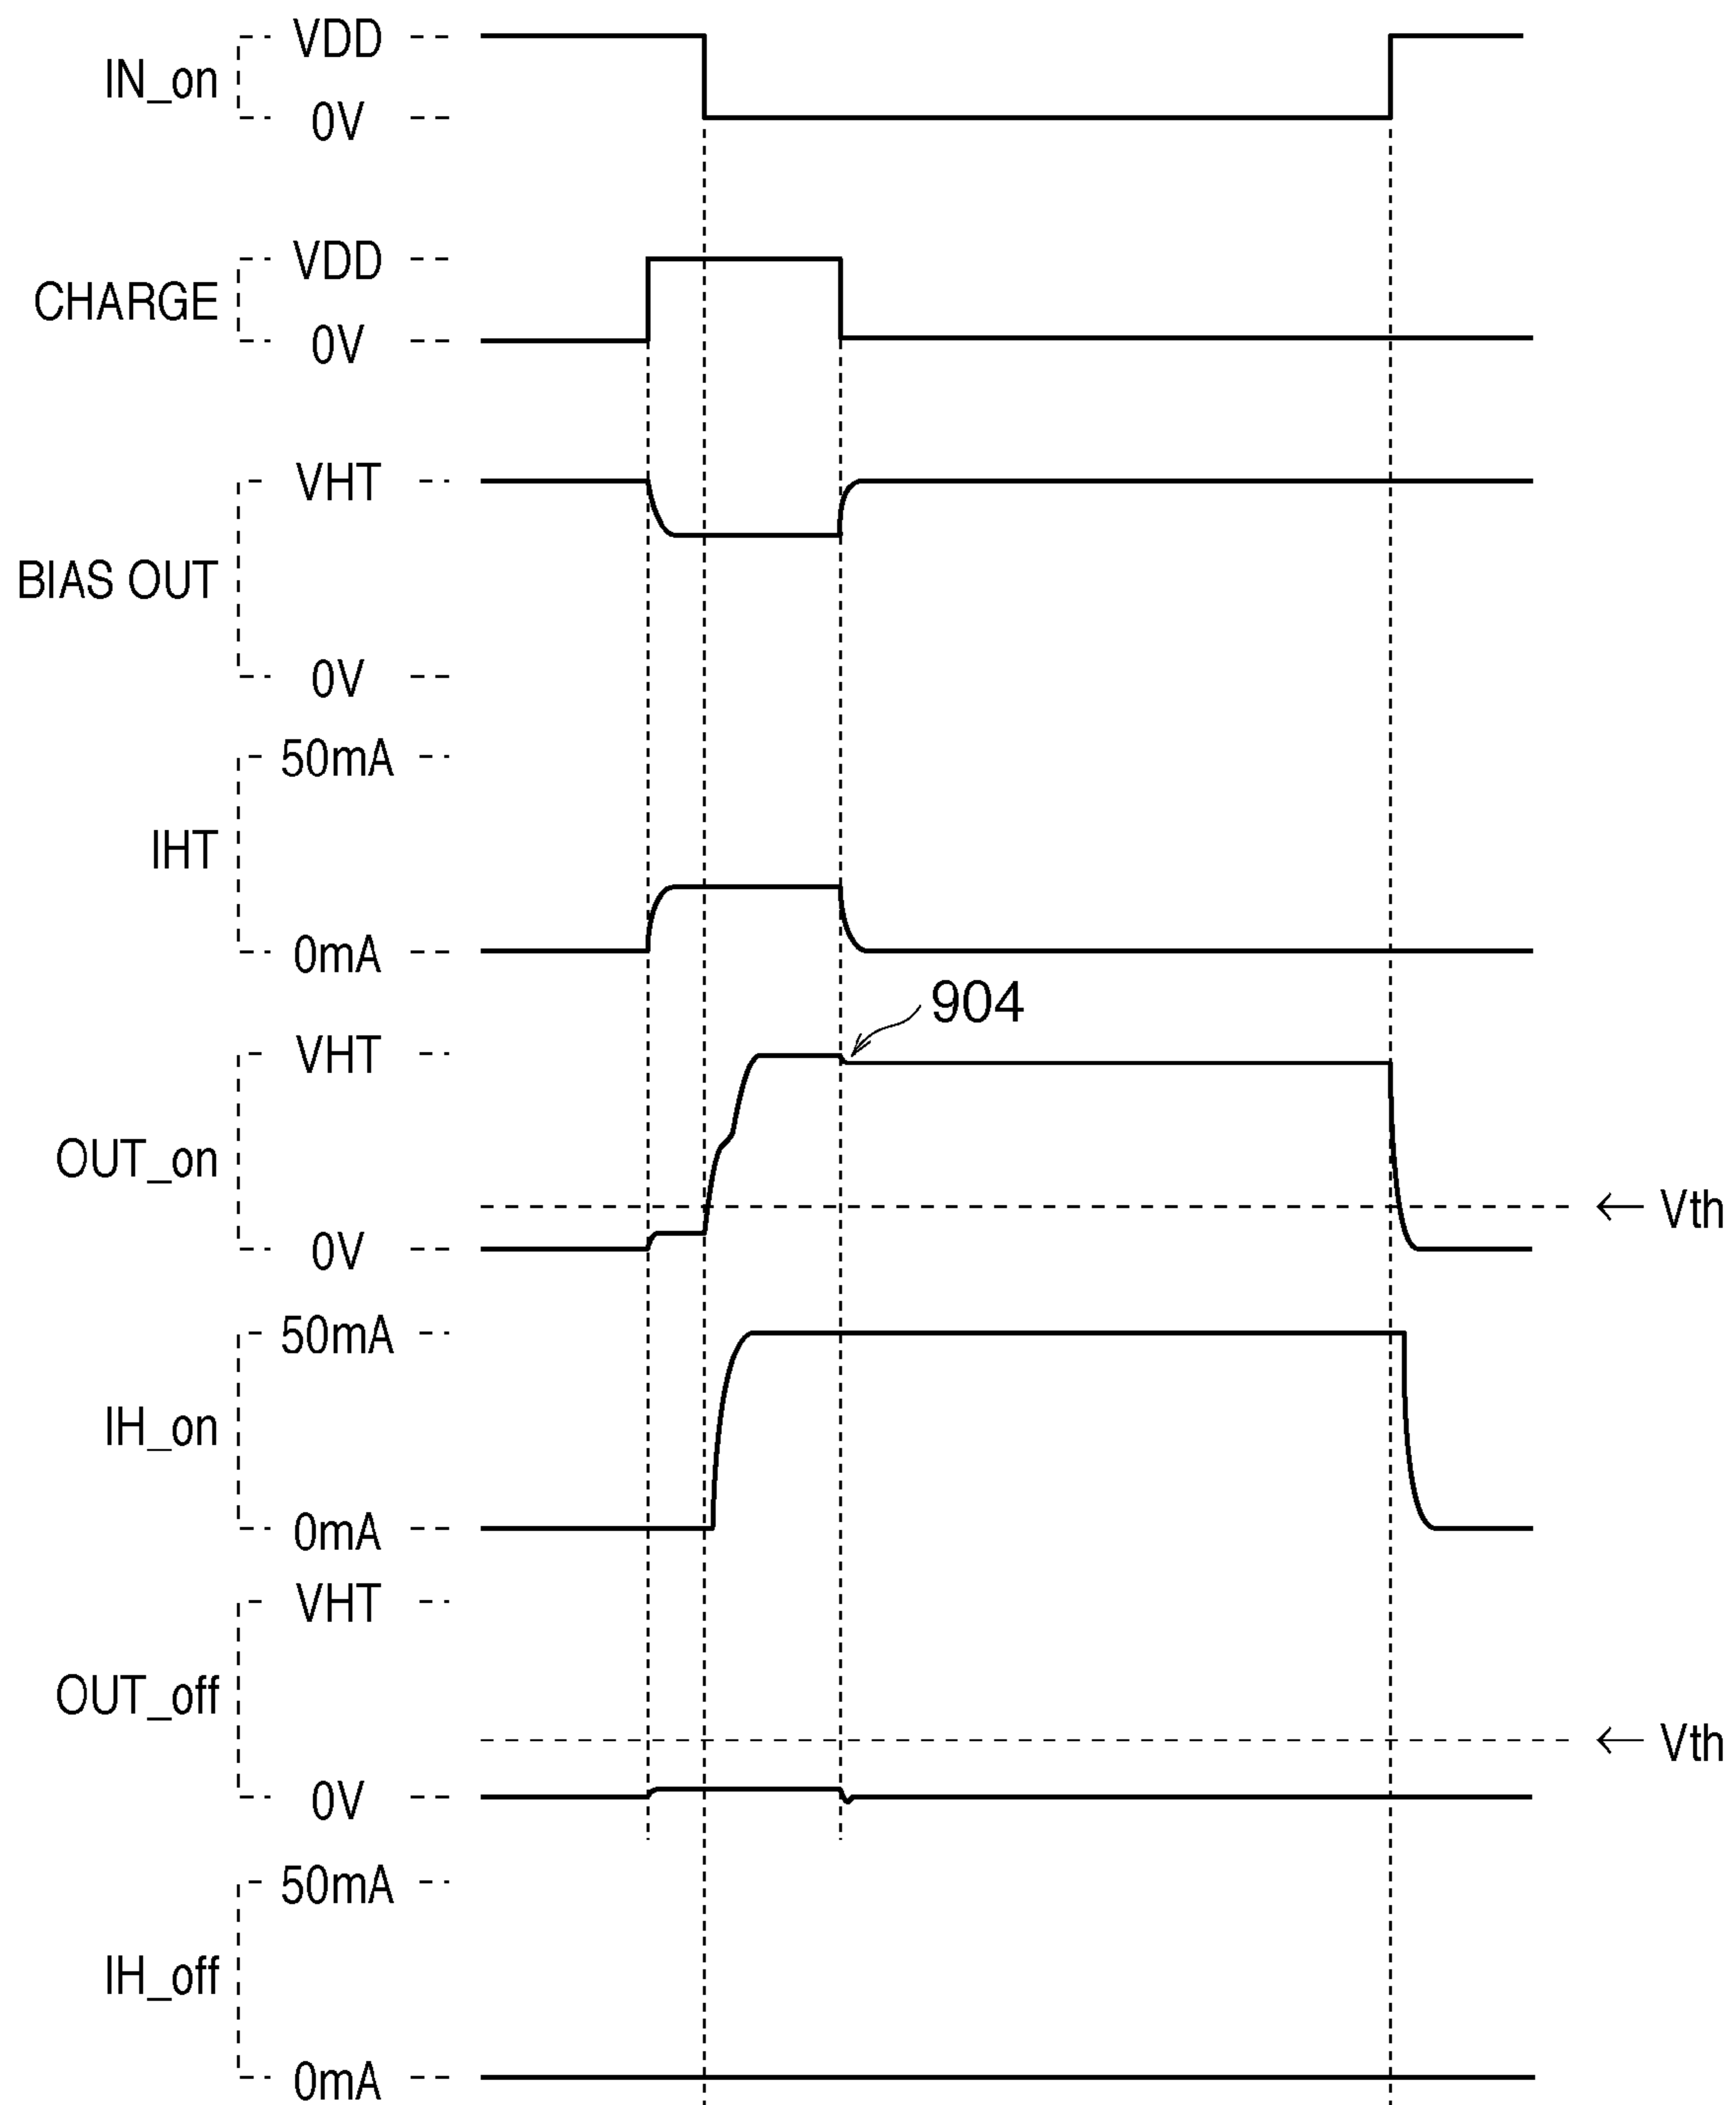 IN_on
VDD
0V
CHARGE
VDD
0V
BIAS OUT
VHT
0V
IHT
50mA
0mA
904
OUT_on
VHT
0V
Vth
IH_on
50mA
0mA
OUT_off
VHT
0V
Vth
IH_off
50mA
0mA